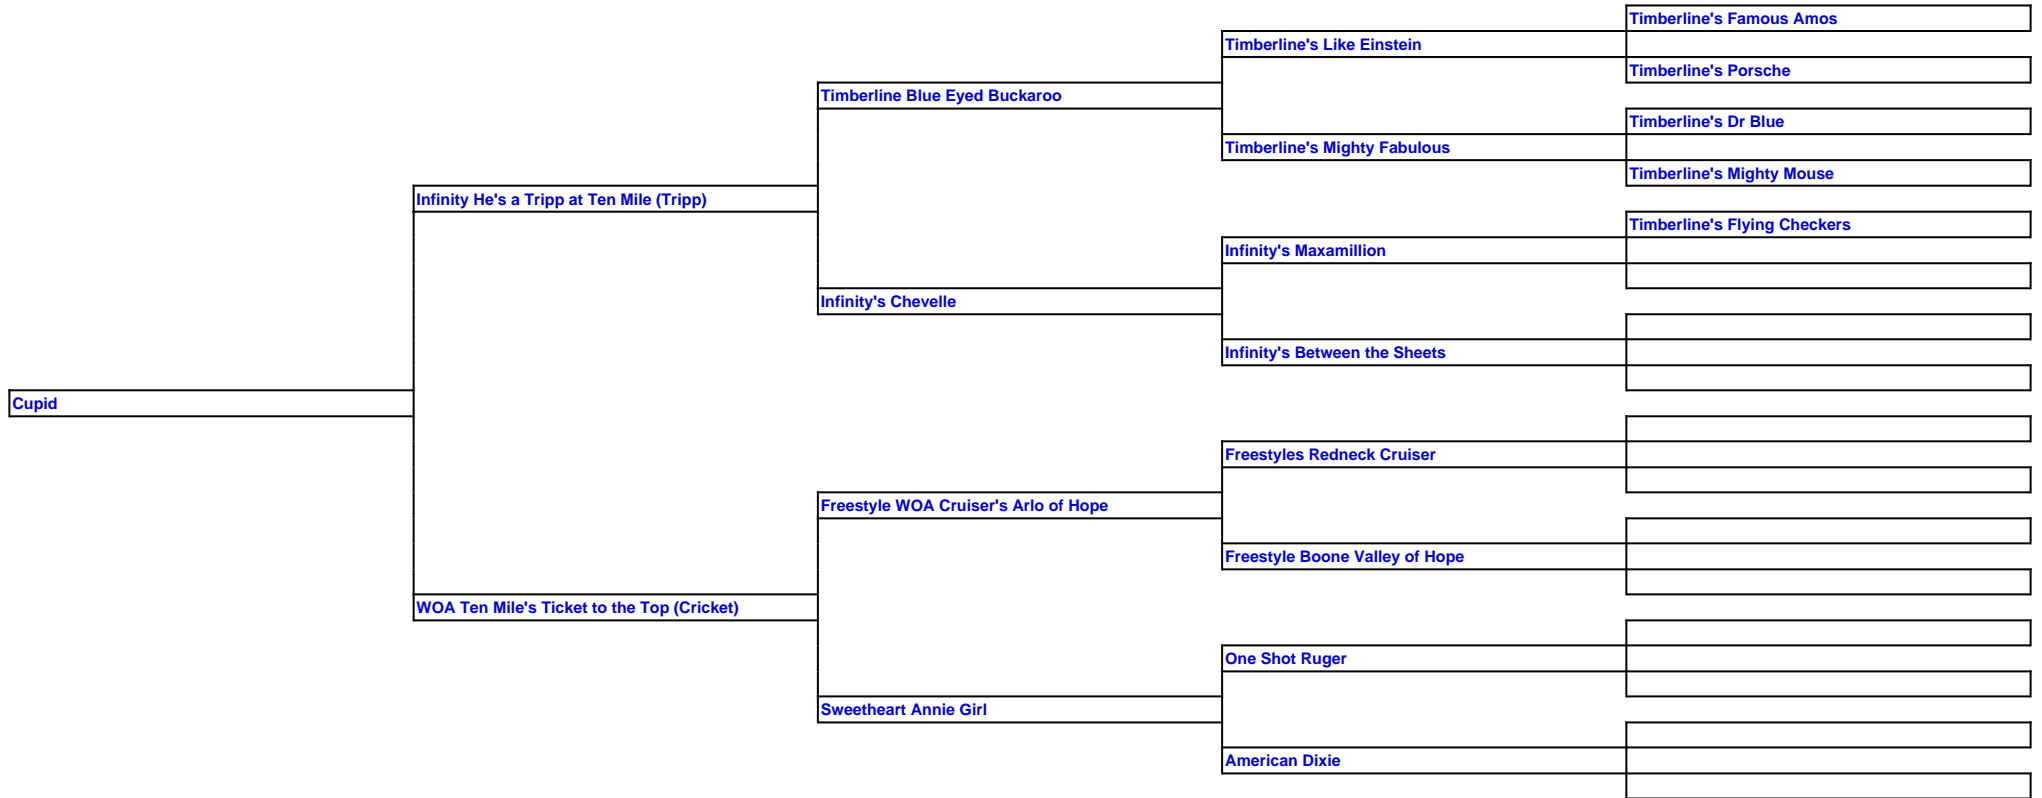 Timberline's Famous Amos
Timberline's Like Einstein
Timberline's Porsche
Timberline Blue Eyed Buckaroo
Timberline's Dr Blue
Timberline's Mighty Fabulous
Timberline's Mighty Mouse
Infinity He's a Tripp at Ten Mile (Tripp)
Timberline's Flying Checkers
Infinity's Maxamillion
Infinity's Chevelle
Infinity's Between the Sheets
Cupid
Freestyles Redneck Cruiser
Freestyle WOA Cruiser's Arlo of Hope
Freestyle Boone Valley of Hope
WOA Ten Mile's Ticket to the Top (Cricket)
One Shot Ruger
Sweetheart Annie Girl
American Dixie